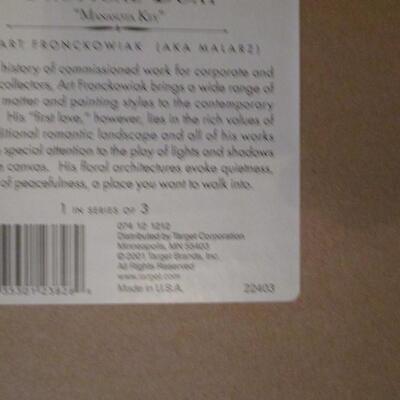 "MANASOTA KEY"
ART FRONCKOWIAK (AKA MALARZ)
history of commissioned work for corporate and
collectors, Art Fronckowiak brings a wide range of
matter and painting styles to the contemporary
His "first love," however, lies in the rich values of
ditional romantic landscape and all of his works
special attention to the play of lights and shadows
canvas. His floral architectures evoke quietness,
of peacefulness, a place you want to walk into.
1 IN SERIES OF 3
074 12 1212
Distributed by Target Corporation
Minneapolis, MN 55403
© 2001 Target Brands, Inc.
All Rights Reserved
www.target.com
Made in U.S.A.
22403